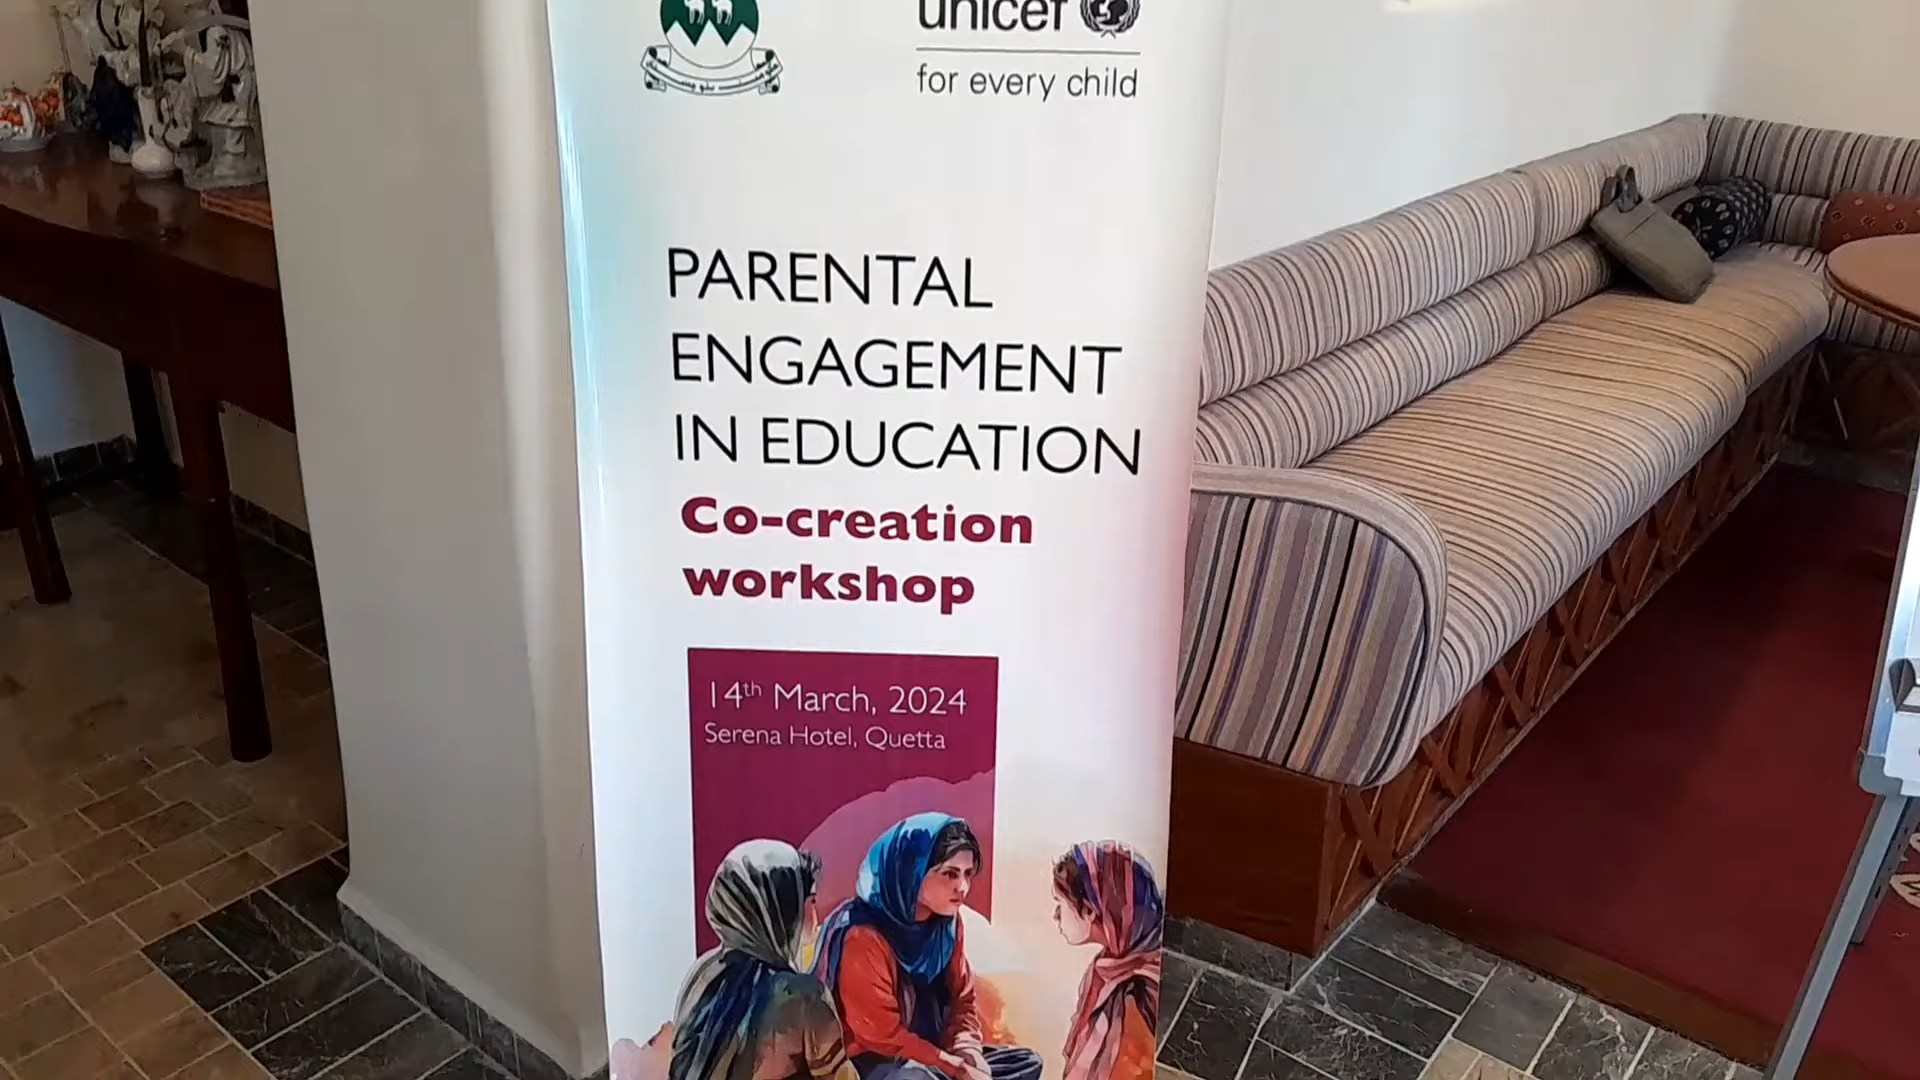 unicef
for every child
PARENTAL
ENGAGEMENT
IN EDUCATION
Co-creation
workshop
14th March, 2024
Serena Hotel, Quetta